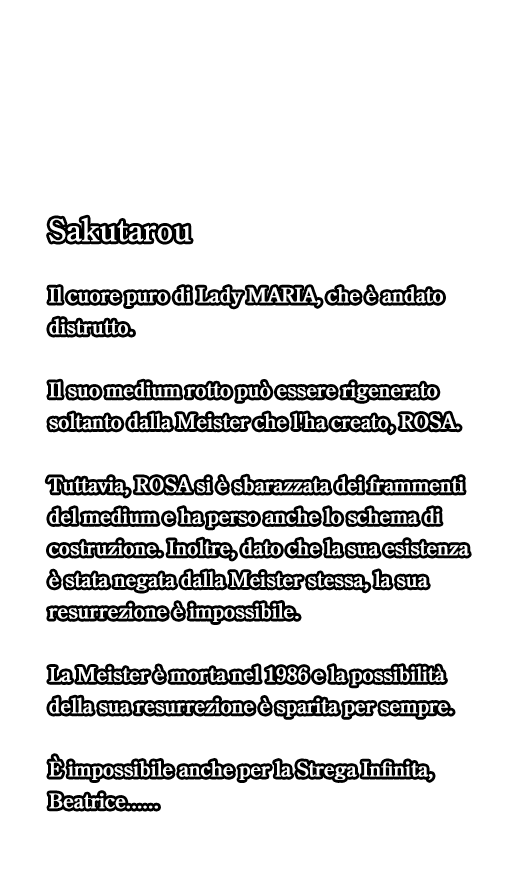 Sakutarou
Il cuore puro di Lady MARIA, che è andato
distrutto.
Il suo medium rotto può essere rigenerato
soltanto dalla Meister che l'ha creato, ROSA.
Tuttavia, ROSA si è sbarazzata dei frammenti
del medium e ha perso anche lo schema di
costruzione. Inoltre, dato che la sua esistenza
è stata negata dalla Meister stessa, la sua
resurrezione è impossibile.
La Meister è morta nel 1986 e la possibilità
della sua resurrezione è sparita per sempre.
È impossibile anche per la Strega Infinita,
Beatrice......